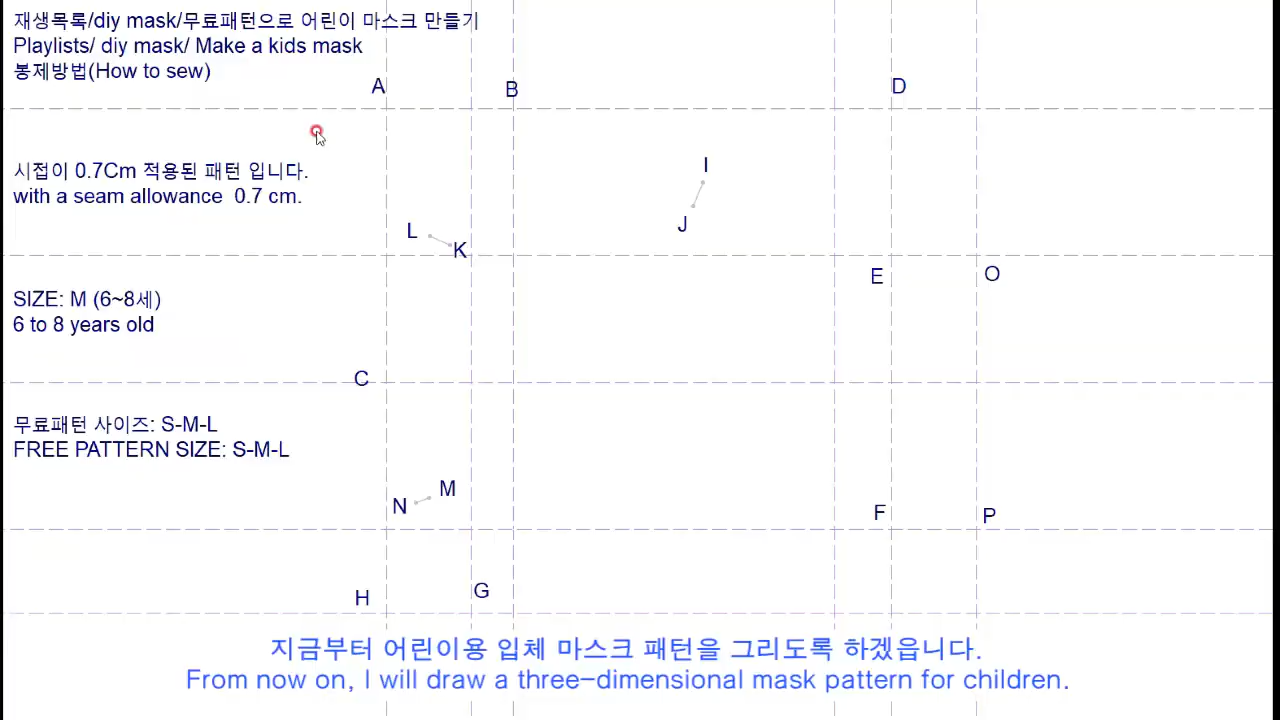 재생목록/diy mask/무료패턴으로 어린이 마스크 만들기
Playlists/ diy mask/ Make a kids mask
봉제방법(How to sew)
A
B
D
시접이 0.7Cm 적용된 패턴 입니다.
with a seam allowance 0.7 cm.
I
J
L
K
E
O
SIZE: M (6~8세)
6 to 8 years old
C
무료패턴 사이즈: S-M-L
FREE PATTERN SIZE: S-M-L
M
N
F
P
H
G
지금부터 어린이용 입체 마스크 패턴을 그리도록 하겠읍니다.
From now on, I will draw a three-dimensional mask pattern for children.